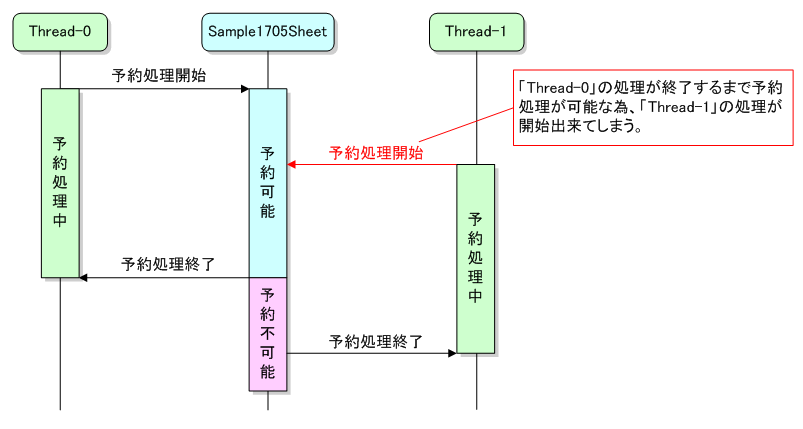 Thread-0
Sample1705Sheet
Thread-1
予約処理開始
「Thread-0」の処理が終了するまで予約
処理が可能な為、「Thread-1」の処理が
開始出来てしまう。
予約処理中
予約可能
予約処理開始
予約処理中
予約処理終了
予約不可能
予約処理終了